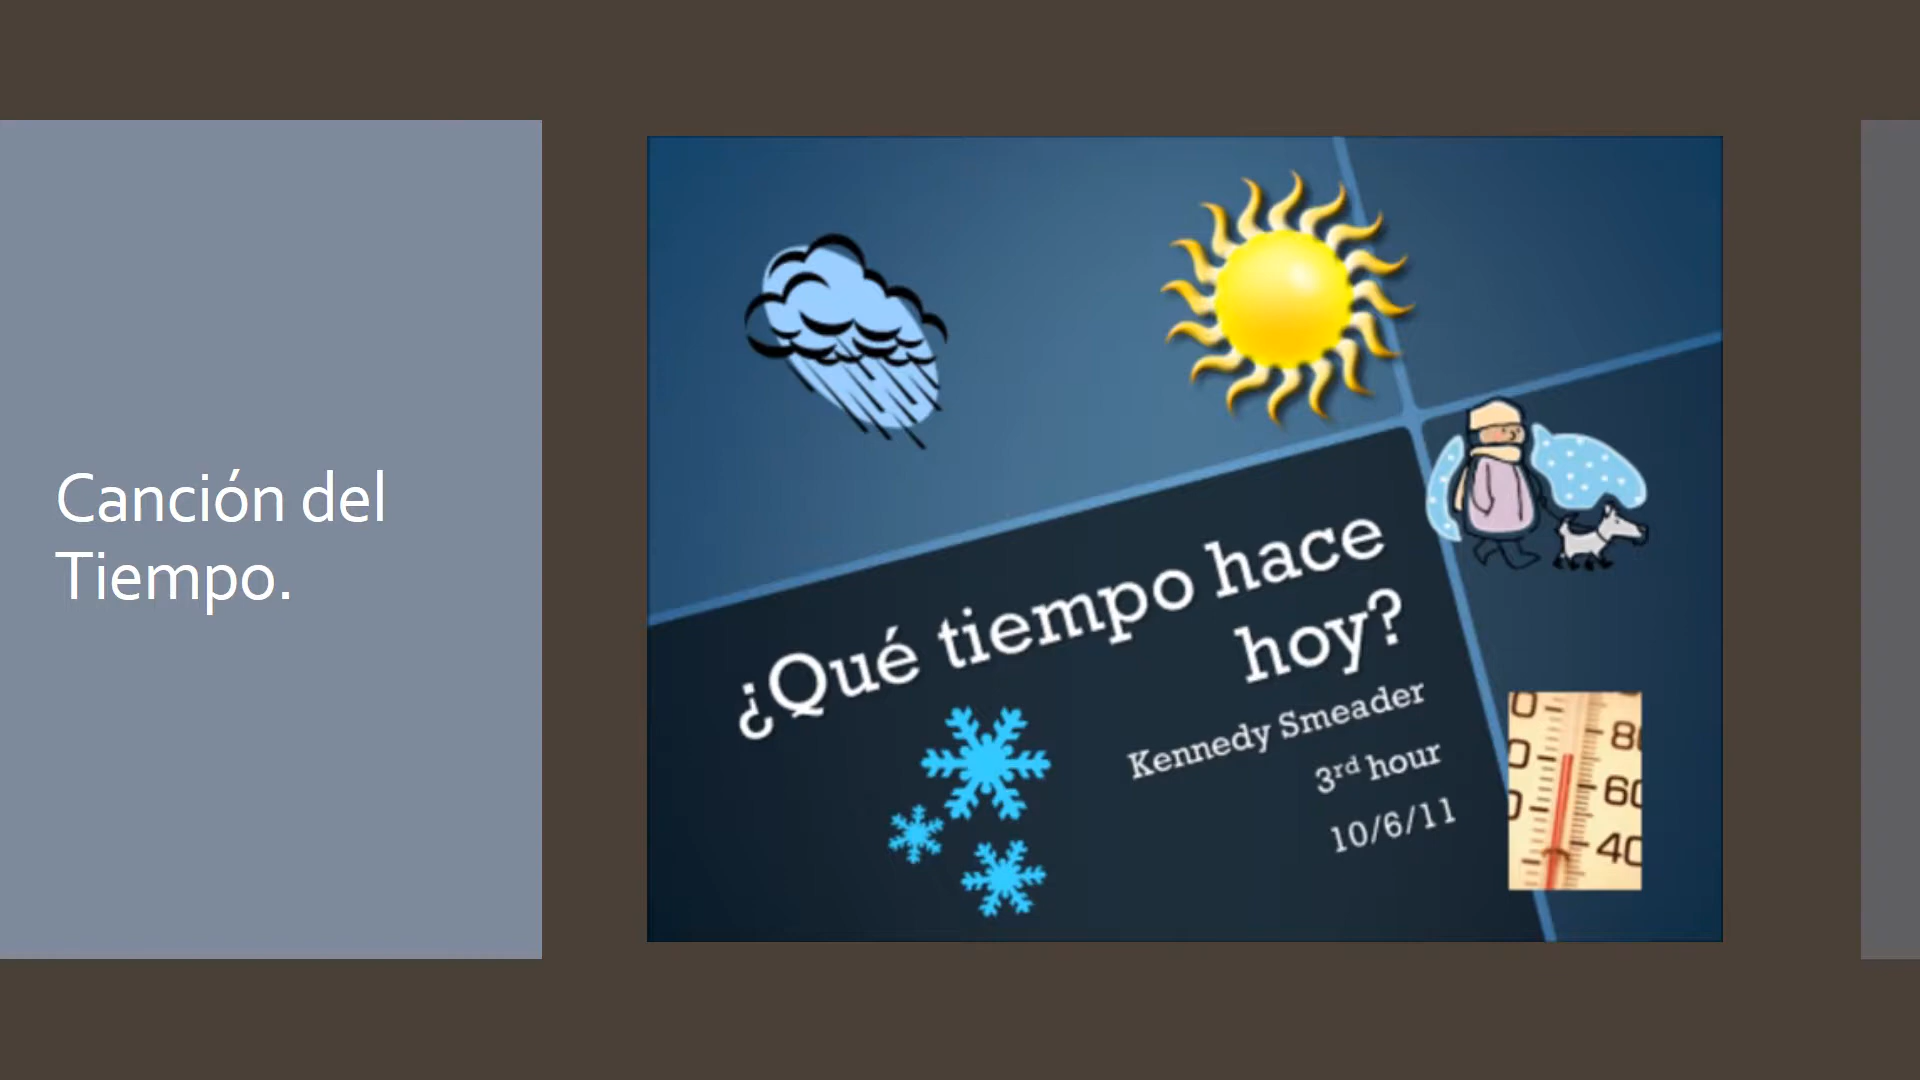 Canción del
Tiempo.
¿Qué tiempo hace
hoy?
Kennedy Smeader
3rd hour
10/6/11
80
60
40